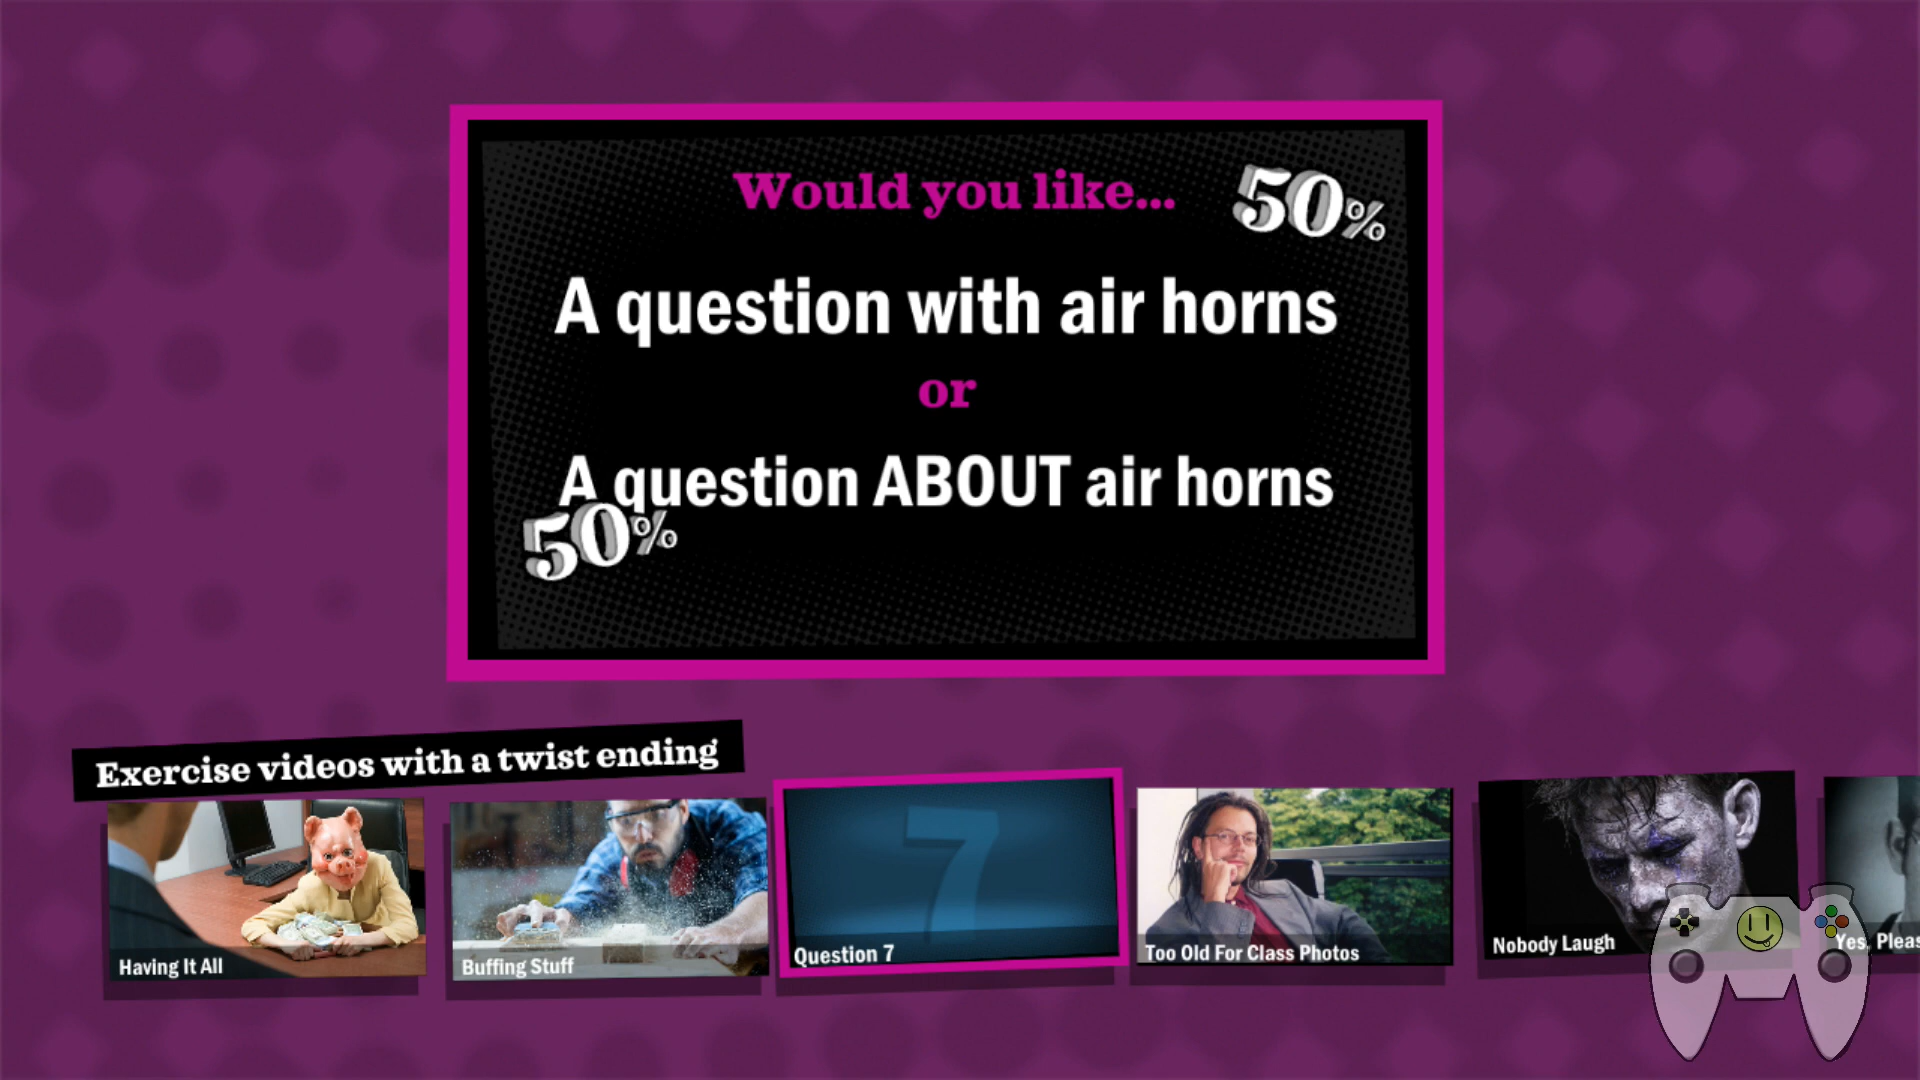 Would you like...
50%
A question with air horns
or
A question ABOUT air horns
50%
Exercise videos with a twist ending
Having It All
Buffing Stuff
7
Question 7
Too Old For Class Photos
Nobody Laugh
Yes, Pleas